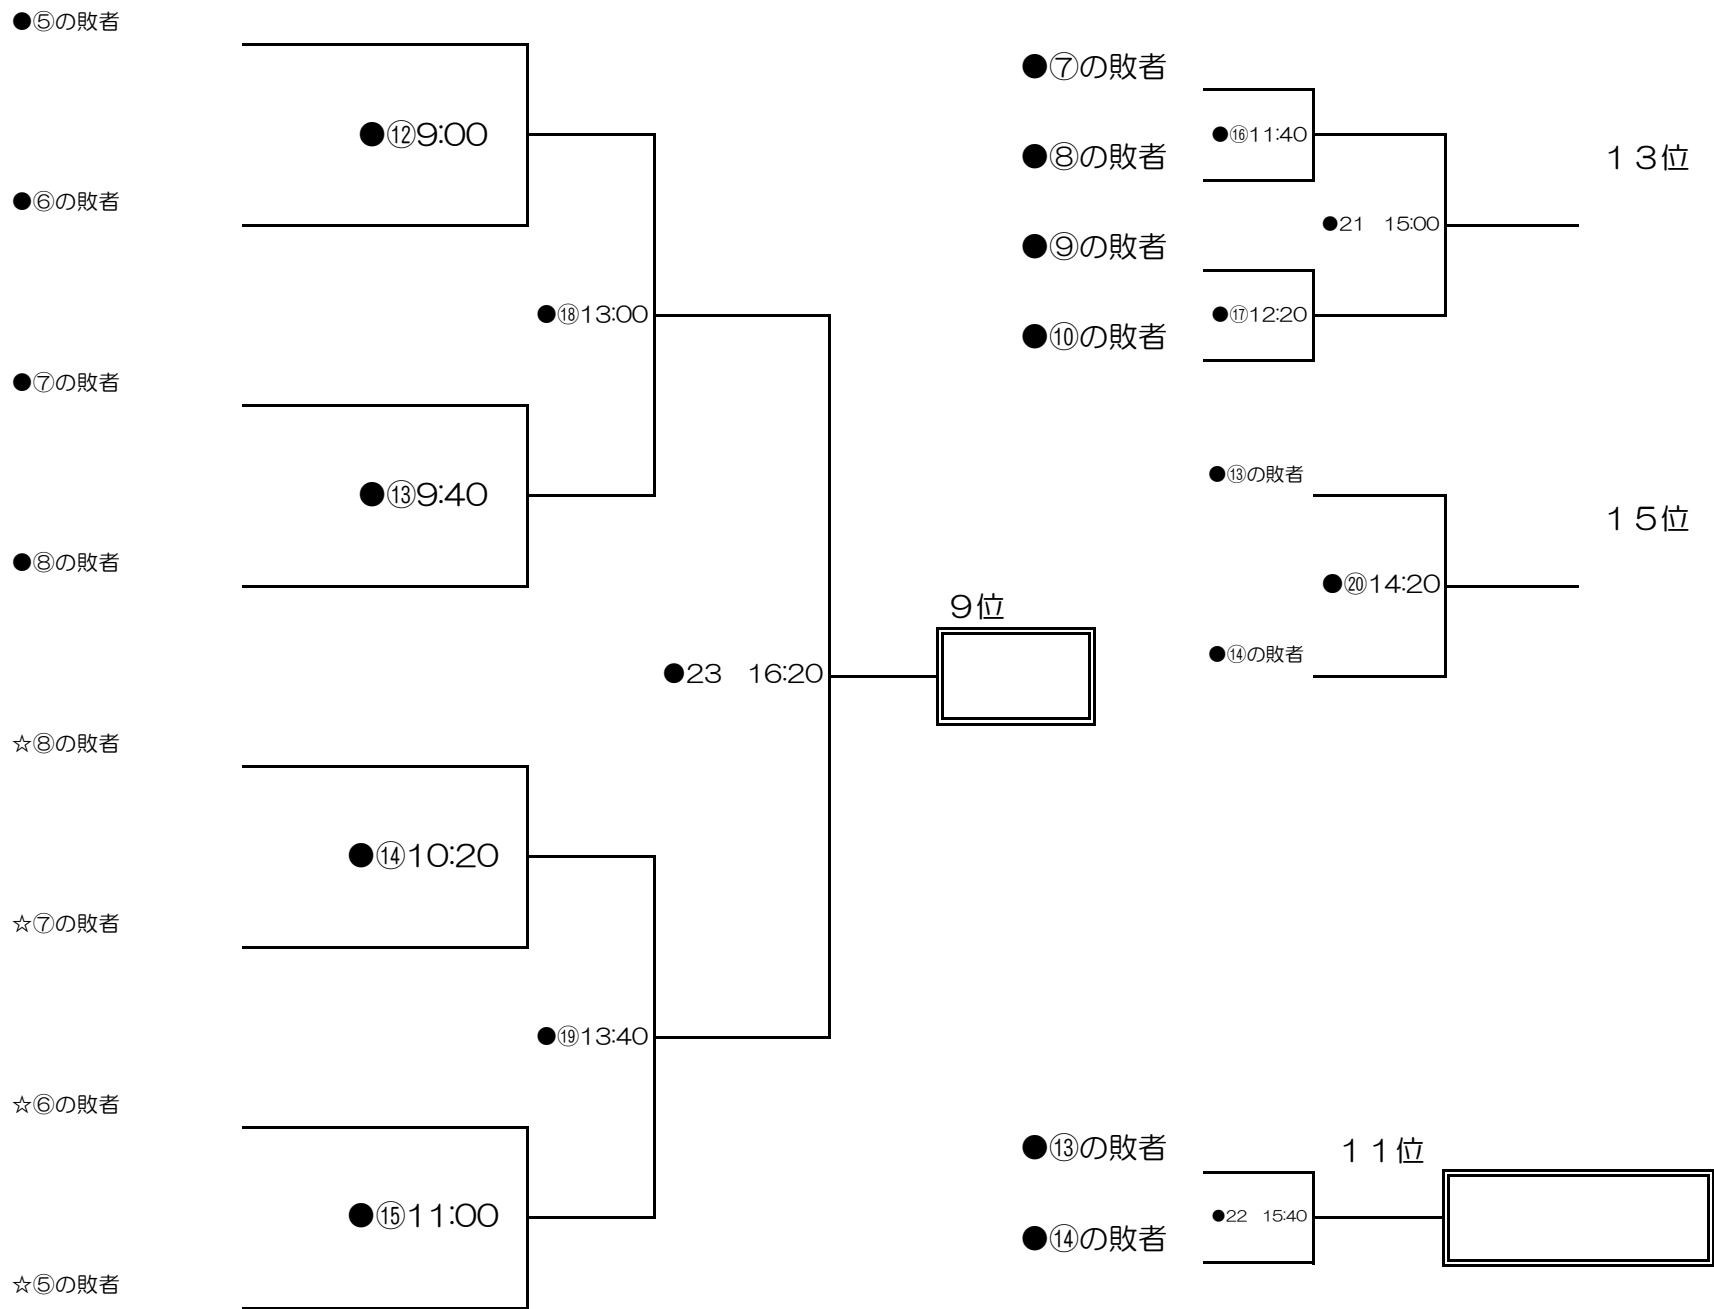 ●⑤の敗者
●⑫9:00
●⑥の敗者
●⑱13:00
●⑦の敗者
●⑬9:40
●⑧の敗者
9位
●23　16:20
☆⑧の敗者
●⑭10:20
☆⑦の敗者
●⑲13:40
☆⑥の敗者
●⑮11:00
☆⑤の敗者
●⑦の敗者
●⑯11:40
●⑧の敗者
１３位
●21　15:00
●⑨の敗者
●⑰12:20
●⑩の敗者
●⑬の敗者
１５位
●⑳14:20
●⑭の敗者
●⑬の敗者
１１位
●22　15:40
●⑭の敗者